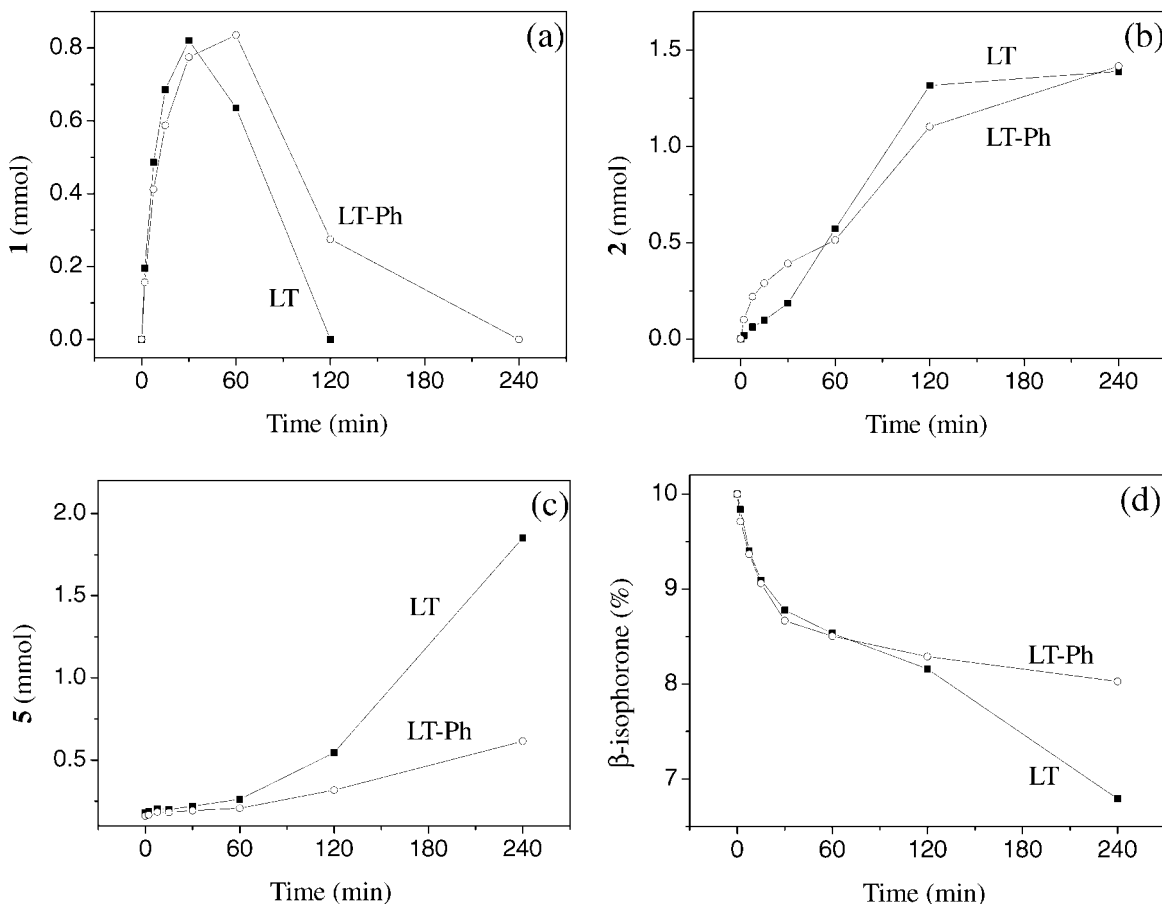 (a)
0.8
0.6
0.4
0.2
0.0
1 (mmol)
LT-Ph
LT
0 60 120 180 240
Time (min)
(b)
1.5
1.0
0.5
0.0
2 (mmol)
LT
LT-Ph
0 60 120 180 240
Time (min)
(c)
2.0
1.5
1.0
0.5
5 (mmol)
LT
LT-Ph
0 60 120 180 240
Time (min)
(d)
10
9
8
7
β-isophorone (%)
LT-Ph
LT
0 60 120 180 240
Time (min)